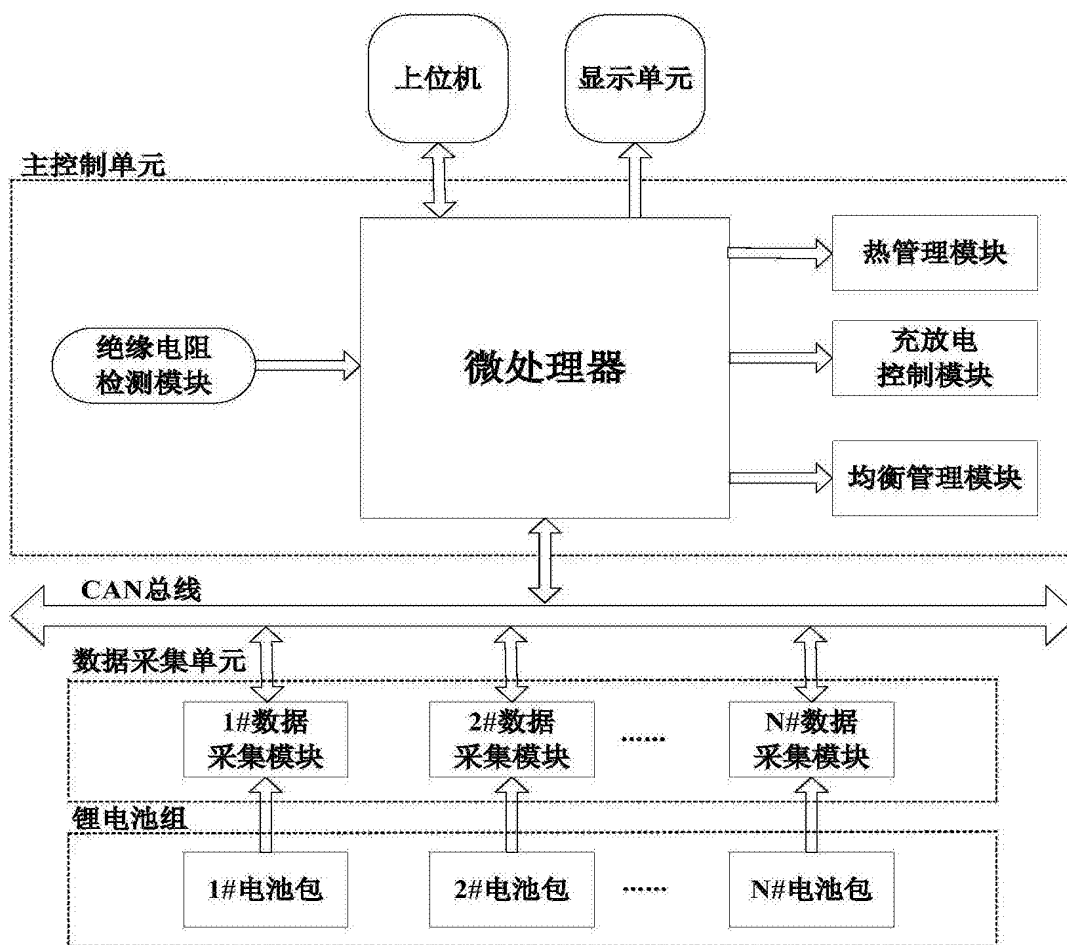 上位机
显示单元
主控制单元
热管理模块
绝缘电阻
检测模块
微处理器
充放电
控制模块
均衡管理模块
CAN总线
数据采集单元
1#数据
采集模块
2#数据
采集模块
......
N#数据
采集模块
锂电池组
1#电池包
2#电池包
......
N#电池包